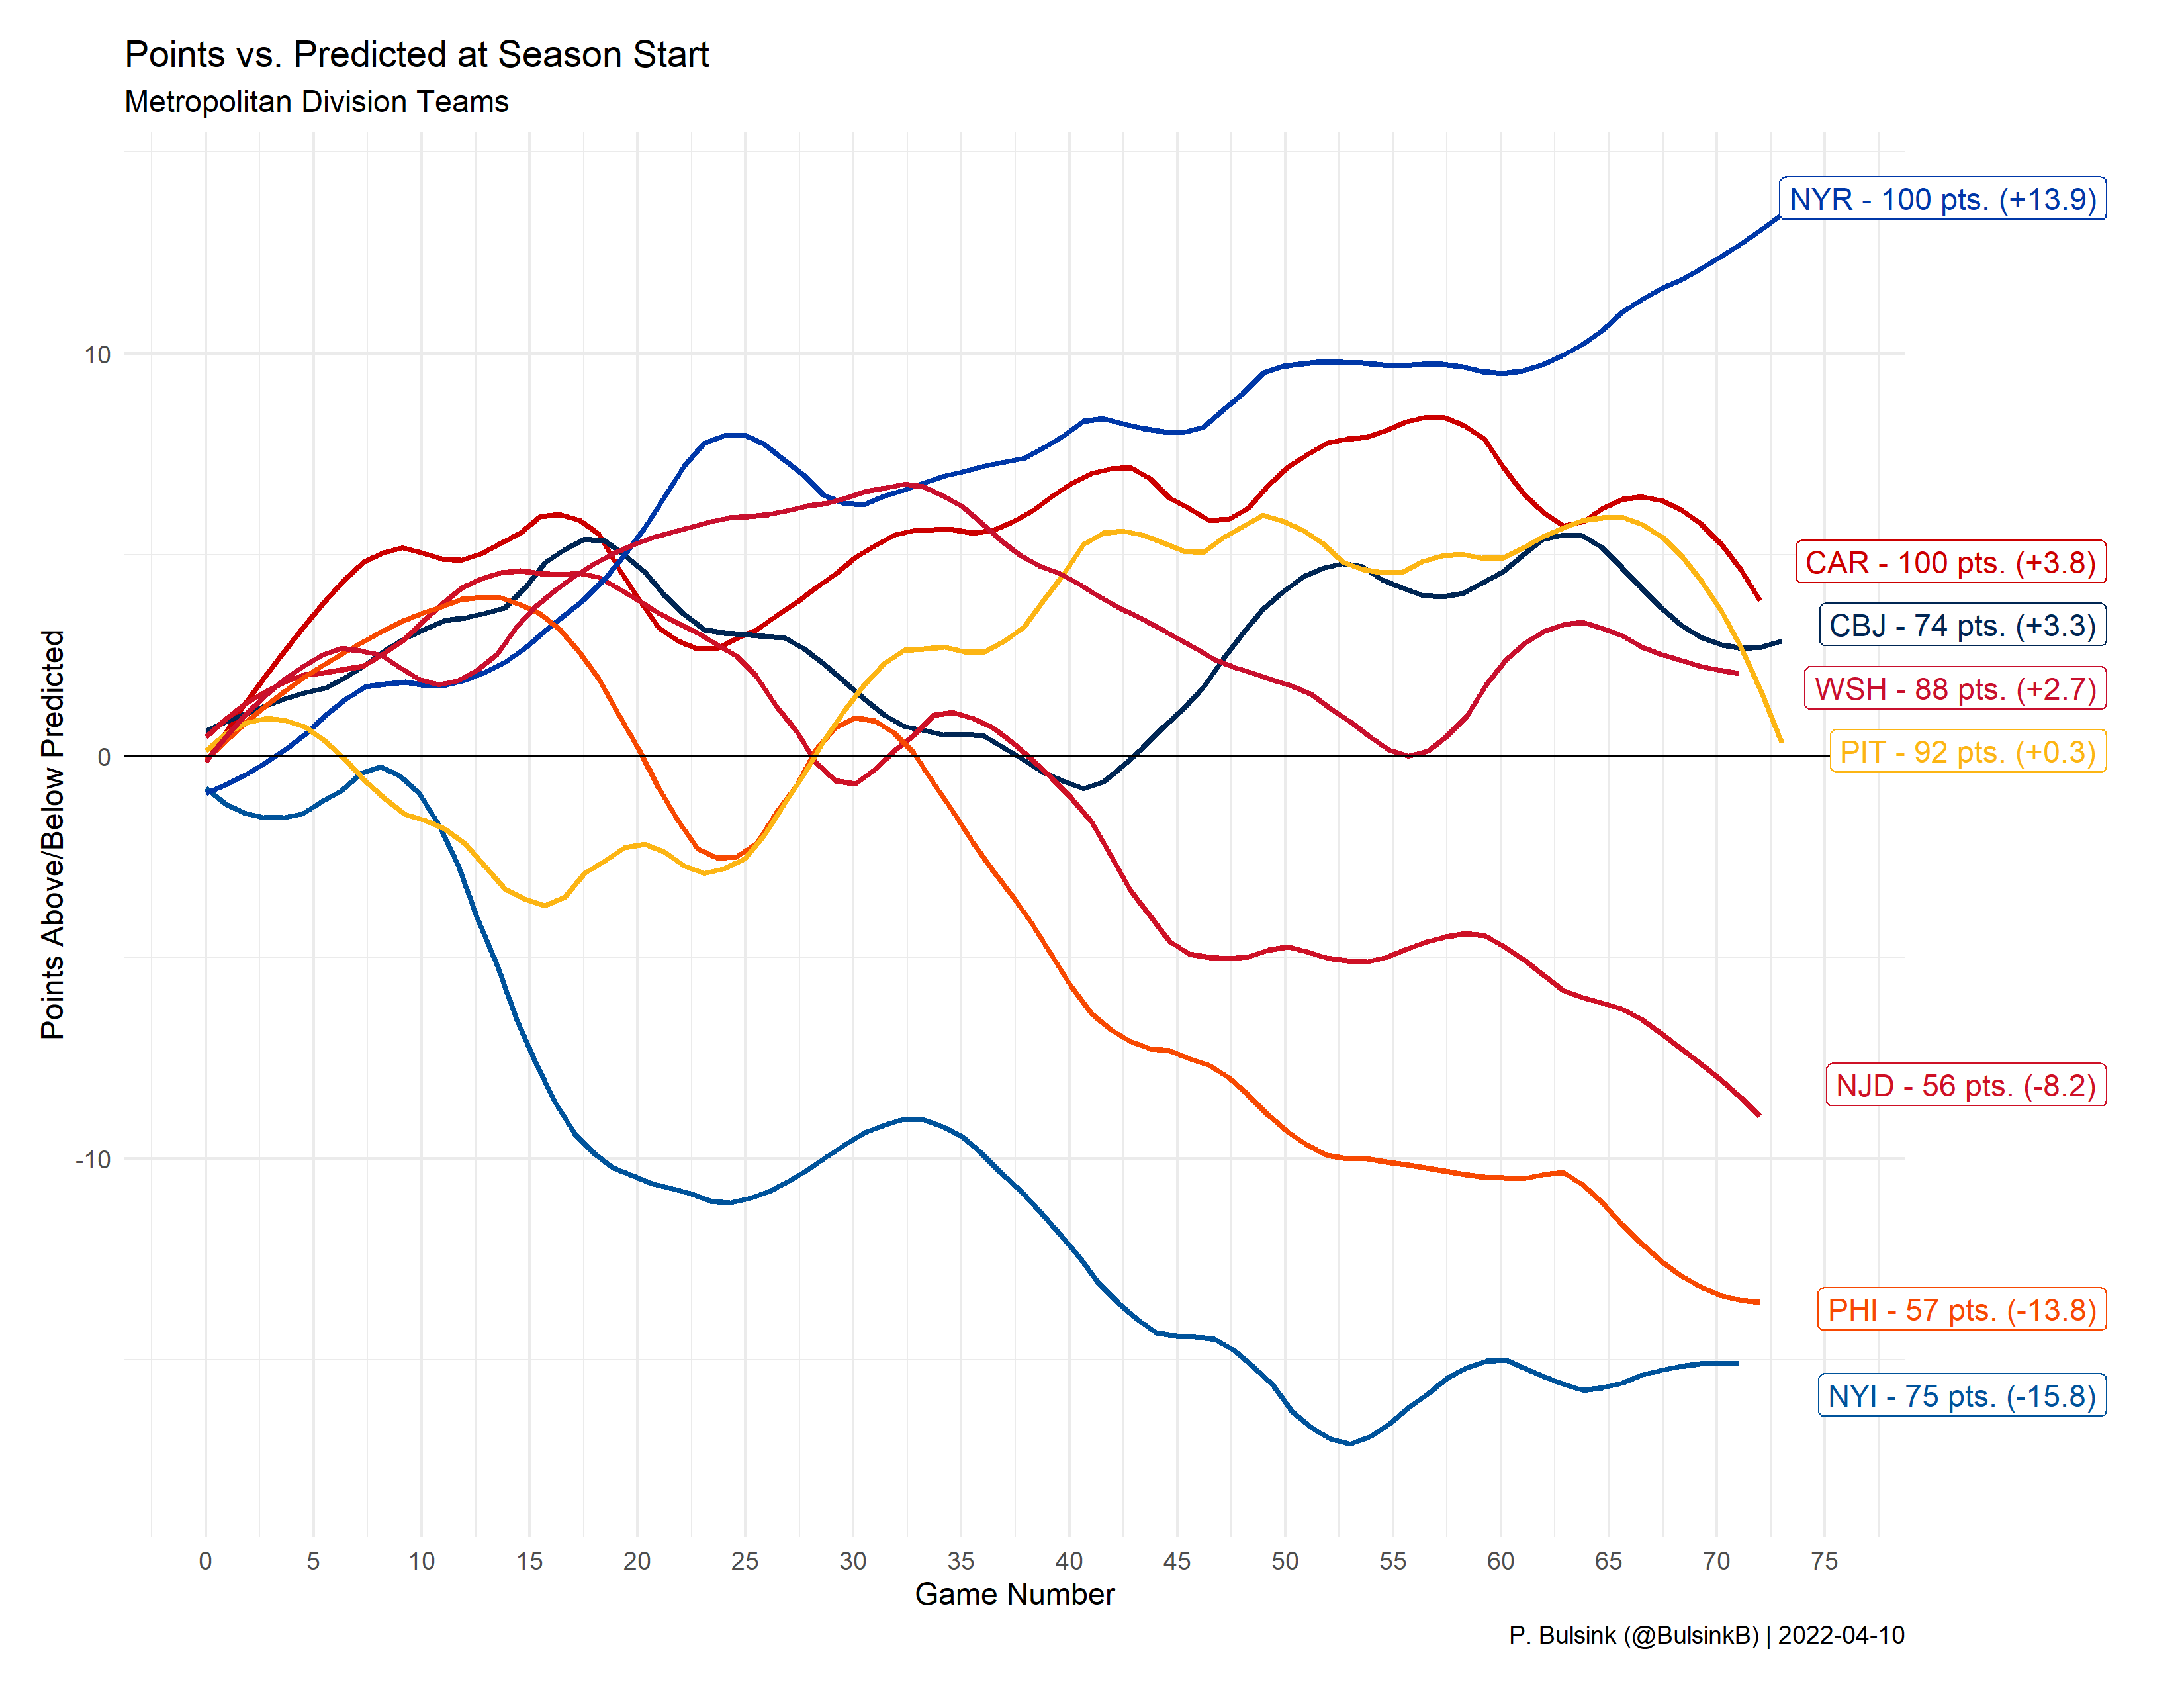 Points vs. Predicted at Season Start
Metropolitan Division Teams
Points Above/Below Predicted
10
0
-10
NYR - 100 pts. (+13.9)
CAR - 100 pts. (+3.8)
CBJ - 74 pts. (+3.3)
WSH - 88 pts. (+2.7)
PIT - 92 pts. (+0.3)
NJD - 56 pts. (-8.2)
PHI - 57 pts. (-13.8)
NYI - 75 pts. (-15.8)
0 5 10 15 20 25 30 35 40 45 50 55 60 65 70 75
Game Number
P. Bulsink (@BulsinkB) | 2022-04-10